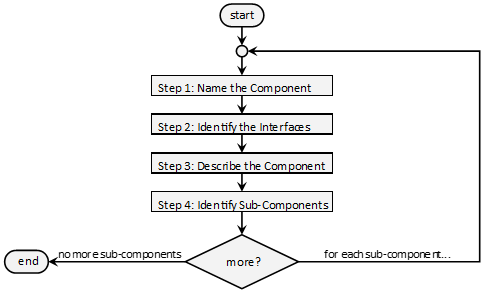 start
Step 1: Name the Component
Step 2: Identify the Interfaces
Step 3: Describe the Component
Step 4: Identify Sub-Components
no more sub-components
for each sub-component...
end
more?